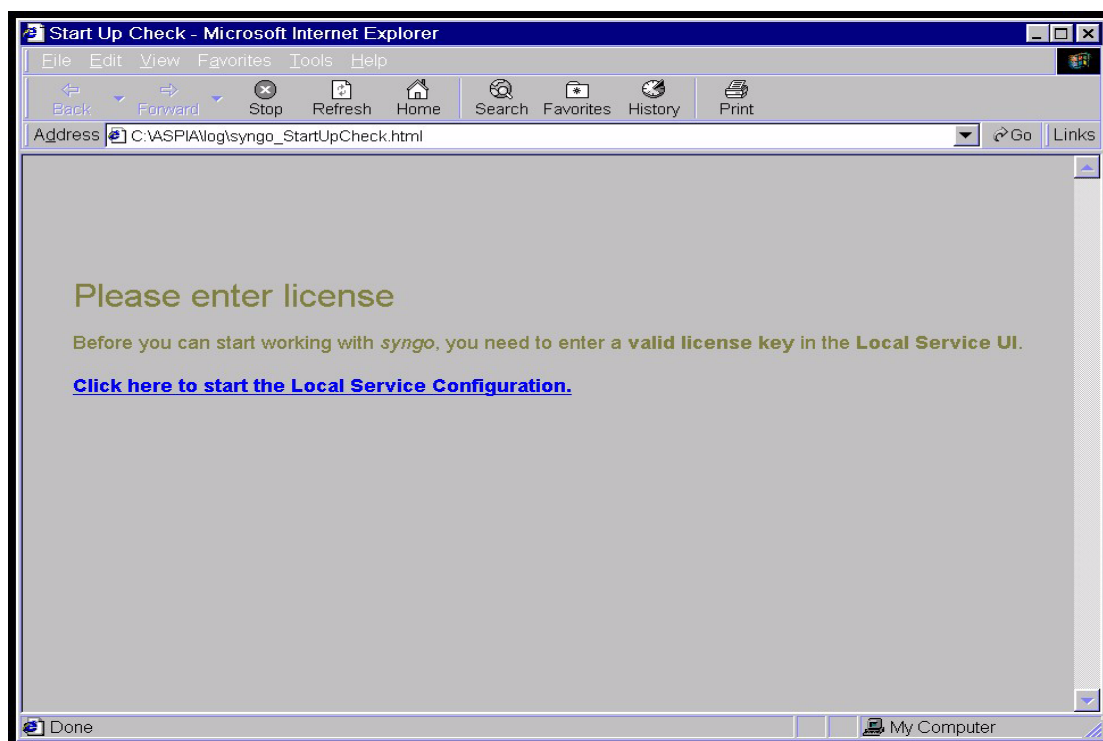 Start Up Check - Microsoft Internet Explorer
File Edit View Favorites Tools Help
Back Forward Stop Refresh Home Search Favorites History Print
Address C:\ASPIA\log\syngo_StartUpCheck.html Go Links
Please enter license
Before you can start working with syngo, you need to enter a valid license key in the Local Service UI.
Click here to start the Local Service Configuration.
Done My Computer